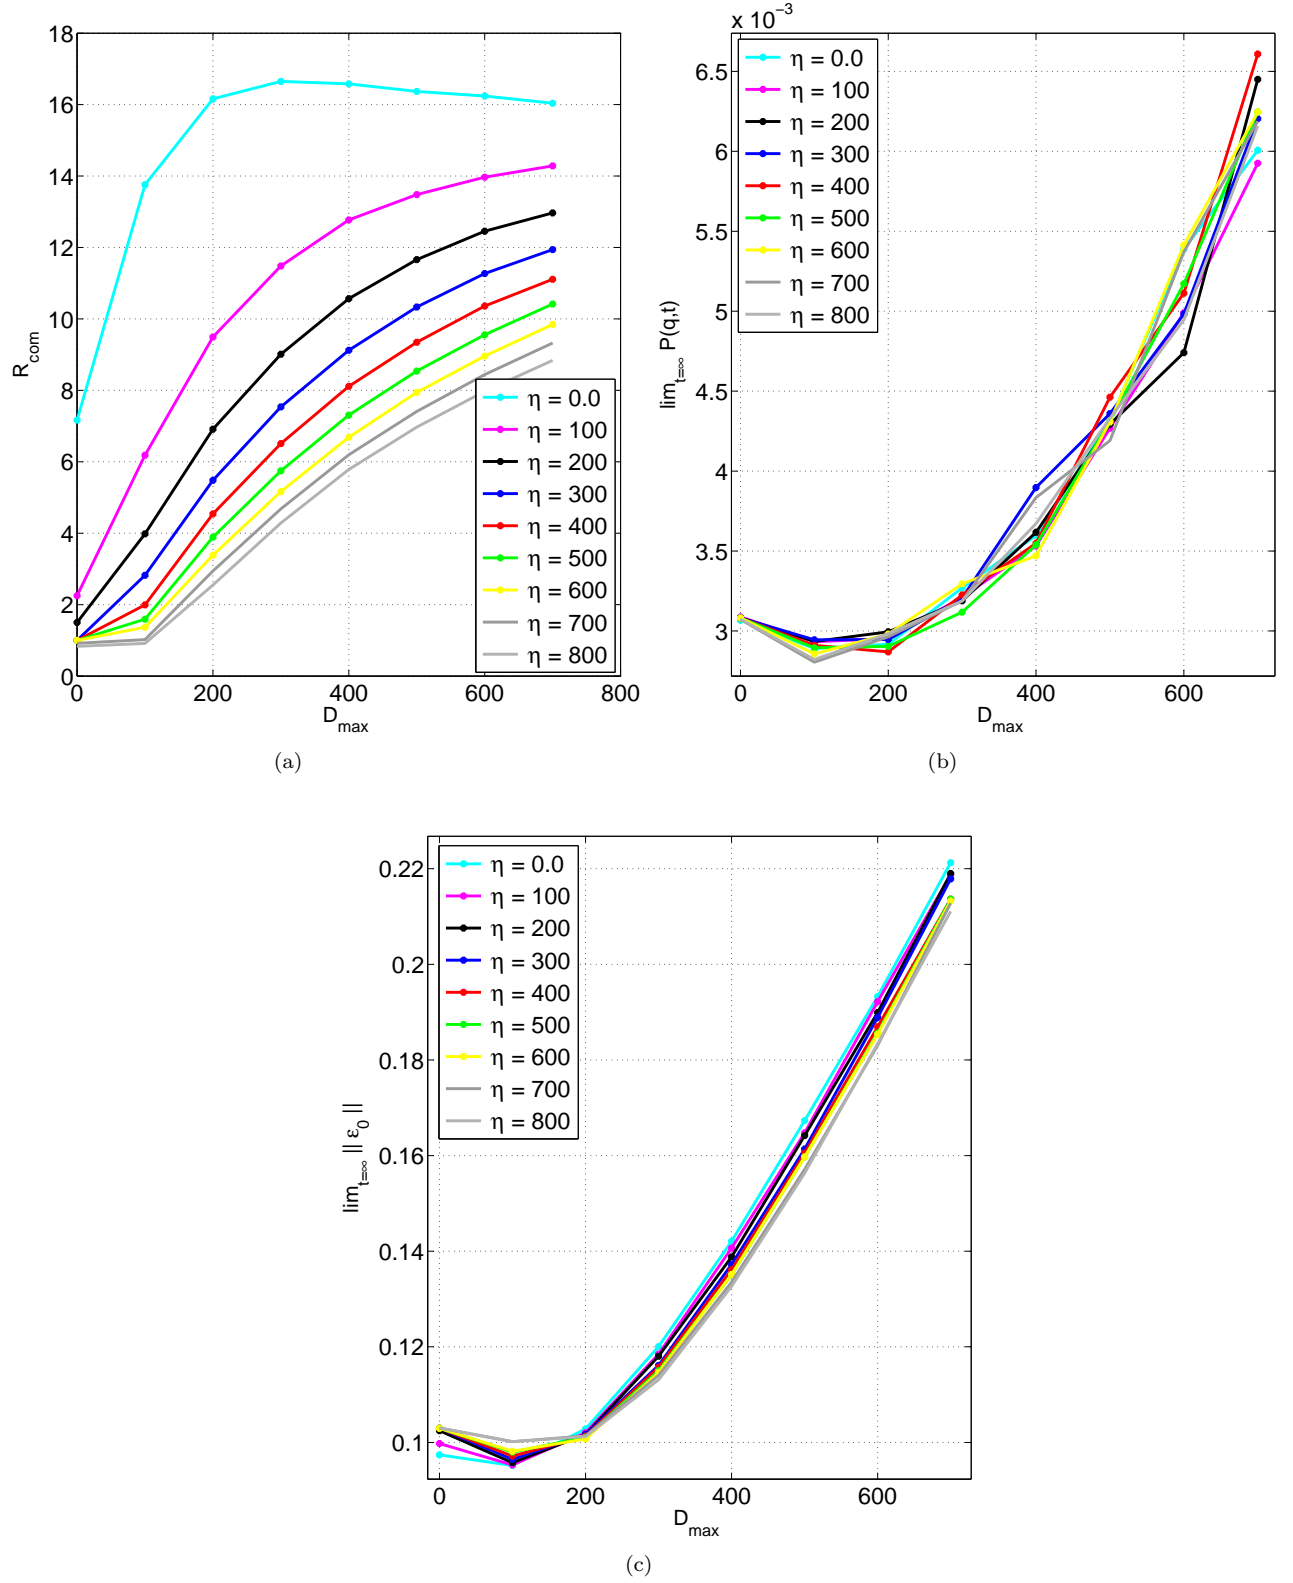 18
16
14
12
10
8
6
4
2
0
R_com
0 200 400 600 800
D_max
η = 0.0
η = 100
η = 200
η = 300
η = 400
η = 500
η = 600
η = 700
η = 800
(a)
x 10^−3
6.5
6
5.5
5
4.5
4
3.5
3
lim_t=∞ P(q,t)
0 200 400 600
D_max
η = 0.0
η = 100
η = 200
η = 300
η = 400
η = 500
η = 600
η = 700
η = 800
(b)
0.22
0.2
0.18
0.16
0.14
0.12
0.1
lim_t=∞ || ε_0 ||
0 200 400 600
D_max
η = 0.0
η = 100
η = 200
η = 300
η = 400
η = 500
η = 600
η = 700
η = 800
(c)